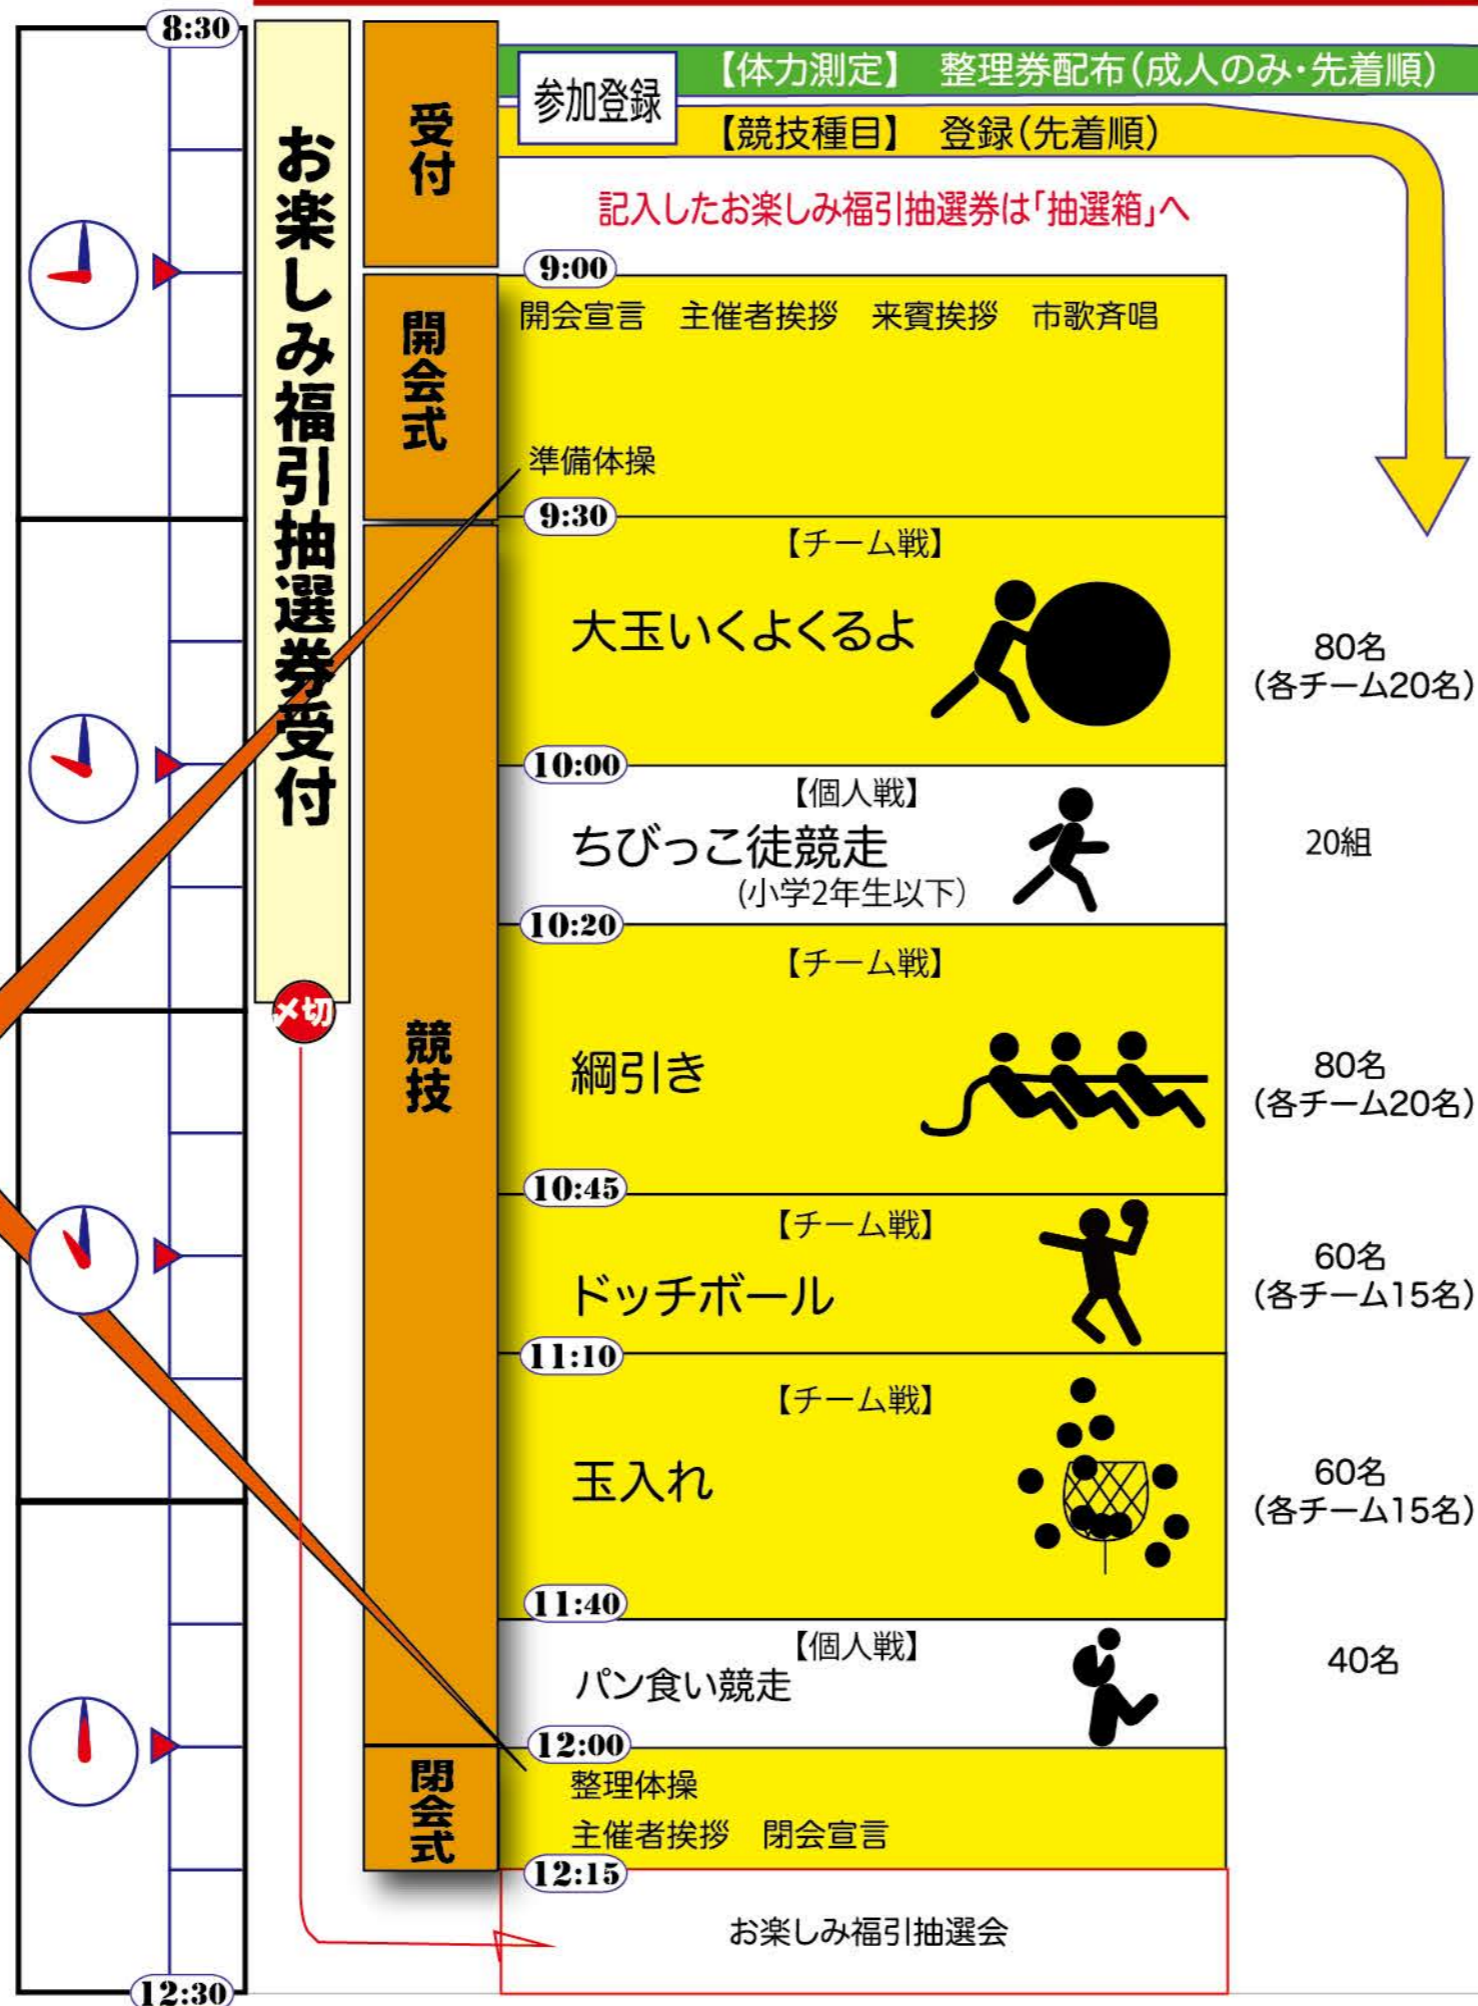 8:30
お楽しみ福引抽選券受付
〆切
12:30
受付
参加登録
【体力測定】 整理券配布(成人のみ・先着順)
【競技種目】 登録(先着順)
記入したお楽しみ福引抽選券は「抽選箱」へ
9:00
開会式
開会宣言 主催者挨拶 来賓挨拶 市歌斉唱
準備体操
9:30
競技
【チーム戦】
大玉いくよくるよ
80名
(各チーム20名)
10:00
【個人戦】
ちびっこ徒競走
(小学2年生以下)
20組
10:20
【チーム戦】
綱引き
80名
(各チーム20名)
10:45
【チーム戦】
ドッチボール
60名
(各チーム15名)
11:10
【チーム戦】
玉入れ
60名
(各チーム15名)
11:40
【個人戦】
パン食い競走
40名
12:00
閉会式
整理体操
主催者挨拶 閉会宣言
12:15
お楽しみ福引抽選会